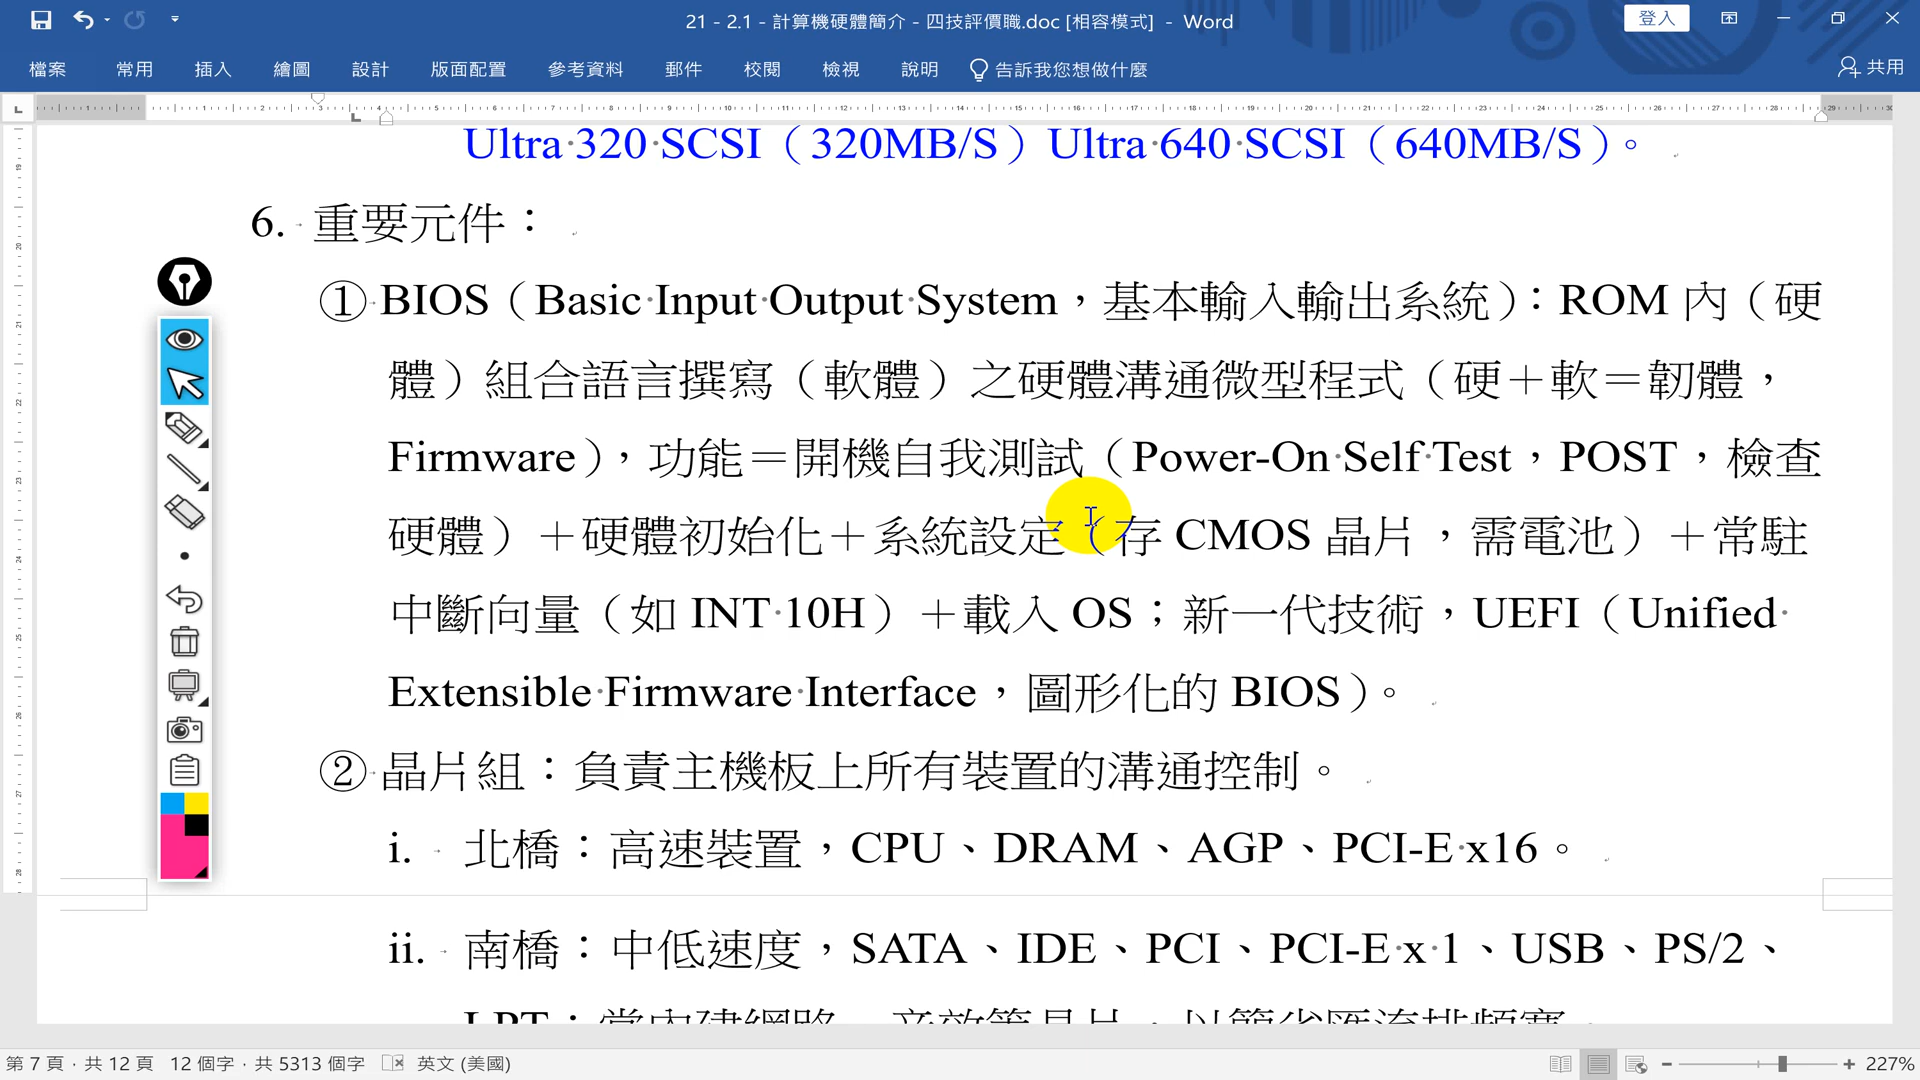 21 - 2.1 - 計算機硬體簡介 - 四技評價職.doc [相容模式] - Word
登入
檔案 常用 插入 繪圖 設計 版面配置 參考資料 郵件 校閱 檢視 說明 告訴我您想做什麼 共用
Ultra 320 SCSI（320MB/S）Ultra 640 SCSI（640MB/S）。
6. 重要元件：
① BIOS（Basic Input Output System，基本輸入輸出系統）：ROM 內（硬
體）組合語言撰寫（軟體）之硬體溝通微型程式（硬＋軟＝韌體，
Firmware），功能＝開機自我測試（Power-On Self Test，POST，檢查
硬體）＋硬體初始化＋系統設定（存 CMOS 晶片，需電池）＋常駐
中斷向量（如 INT 10H）＋載入 OS；新一代技術，UEFI（Unified
Extensible Firmware Interface，圖形化的 BIOS）。
② 晶片組：負責主機板上所有裝置的溝通控制。
i. 北橋：高速裝置，CPU、DRAM、AGP、PCI-E x16。
ii. 南橋：中低速度，SATA、IDE、PCI、PCI-E x 1、USB、PS/2、
第 7 頁，共 12 頁 12 個字，共 5313 個字 英文 (美國) 227%